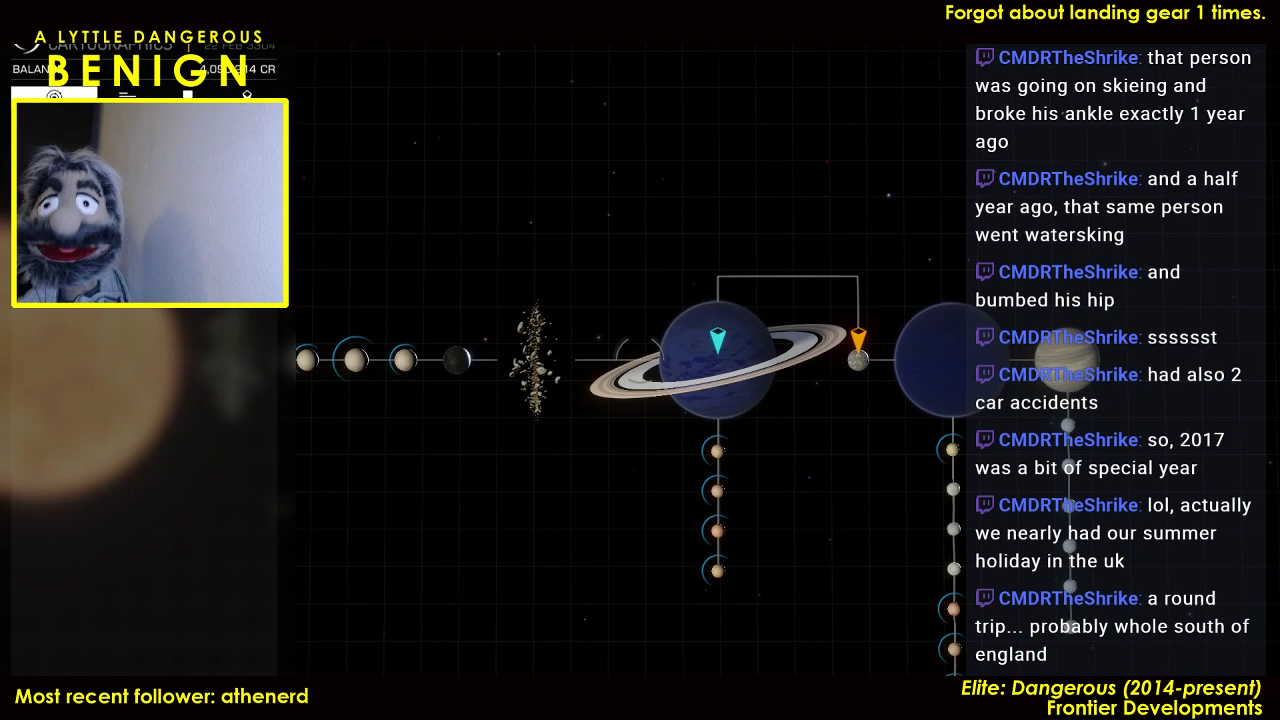 Forgot about landing gear 1 times.
A LYTTLE DANGEROUS
CARTOGRAPHICS 22 FEB 3304
BENIGN
CMDRTheShrike: that person
was going on skieing and
broke his ankle exactly 1 year
ago
CMDRTheShrike: and a half
year ago, that same person
went watersking
CMDRTheShrike: and
bumbed his hip
CMDRTheShrike: sssssst
CMDRTheShrike: had also 2
car accidents
CMDRTheShrike: so, 2017
was a bit of special year
CMDRTheShrike: lol, actually
we nearly had our summer
holiday in the uk
CMDRTheShrike: a round
trip... probably whole south of
england
Most recent follower: athenerd
Elite: Dangerous (2014-present)
Frontier Developments